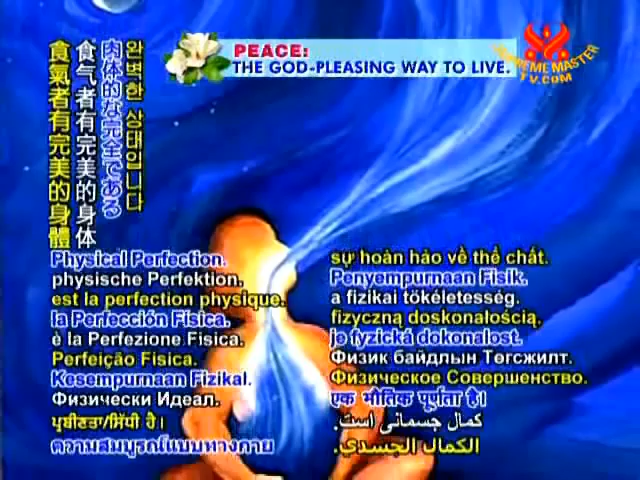 PEACE:
THE GOD-PLEASING WAY TO LIVE.
SUPREME MASTER
TV.COM
食氣者有完美的身體
食气者有完美的身体
肉体的な完全である
완벽한 상태입니다
Physical Perfection.
physische Perfektion.
est la perfection physique.
la Perfección Física.
è la Perfezione Fisica.
Perfeição Fisica.
Kesempurnaan Fizikal.
Физически Идеал.
ਪ੍ਰਬੀਣਤਾ/ਸਿੱਧੀ ਹੈ।
ความสมบูรณ์แบบทางกาย
sự hoàn hảo về thể chất.
Penyempurnaan Fisik.
a fizikai tökéletesség.
fizyczną doskonałością.
je fyzická dokonalost.
Физик байдлын Төгсжилт.
Физическое Совершенство.
एक भौतिक पूर्णता है।
کمال جسمانی است.
الكمال الجسدي.